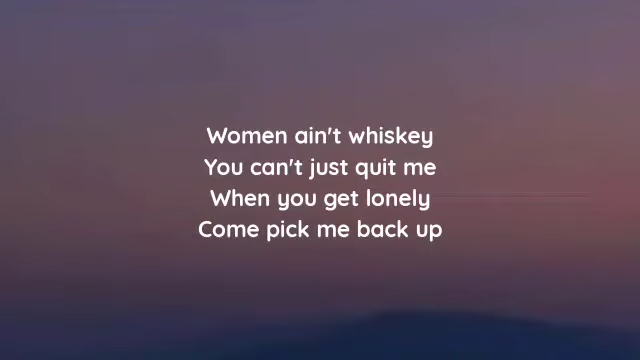 Women ain't whiskey
You can't just quit me
When you get lonely
Come pick me back up